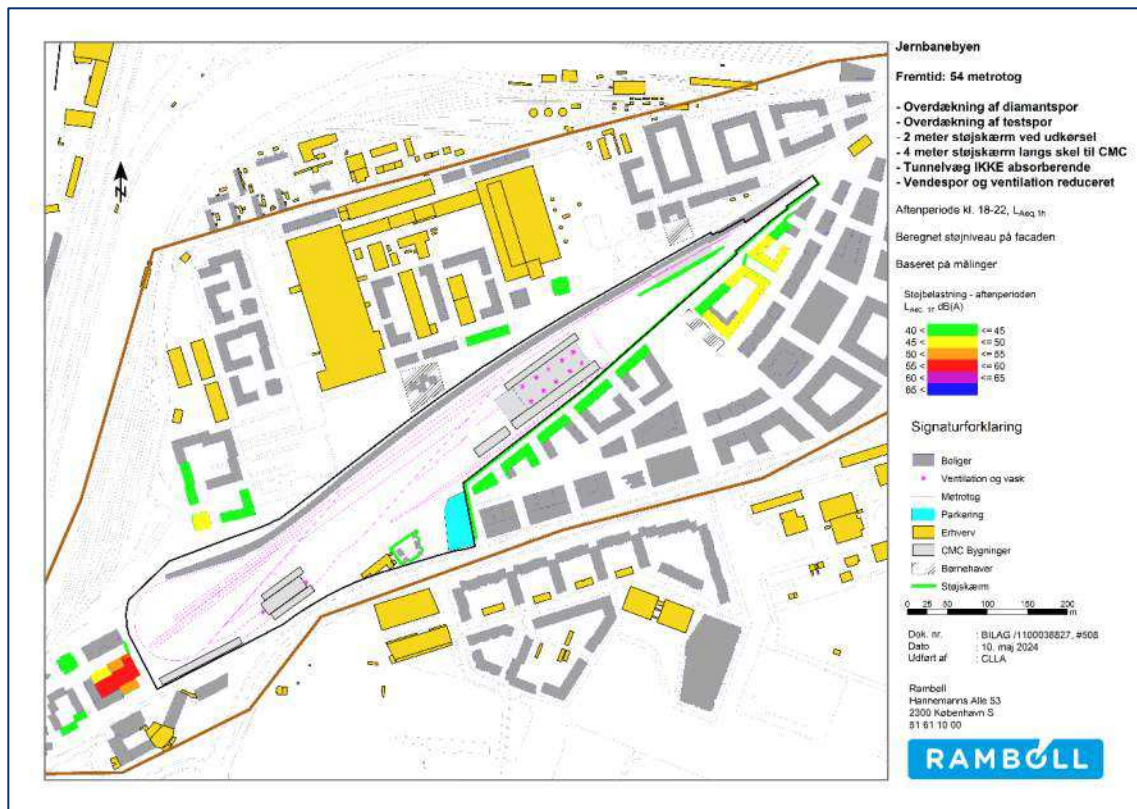 Jernbanebyen
Fremtid: 54 metrotog
- Overdækning af diamantspor
- Overdækning af testspor
- 2 meter støjskærm ved udkørsel
- 4 meter støjskærm langs skel til CMC
- Tunnelvæg IKKE absorberende
- Vendespor og ventilation reduceret
Aftenperiode kl. 18-22, LAeq, 1h
Beregnet støjniveau på facaden
Baseret på målinger
Støjbelastning - aftenperioden
LAeq, 1t dB(A)
40 < <= 45
45 < <= 50
50 < <= 55
55 < <= 60
60 < <= 65
65 <
Signaturforklaring
Boliger
Ventilation og vask
Metrotog
Parkering
Erhverv
CMC Bygninger
Børnehaver
Støjskærm
0 25 50 100 150 200
m
Dok. nr. : BILAG /1100038827, #508
Dato : 10. maj 2024
Udført af : CLLA
Rambøll
Hannemanns Alle 53
2300 København S
51 61 10 00
RAMBOLL
N